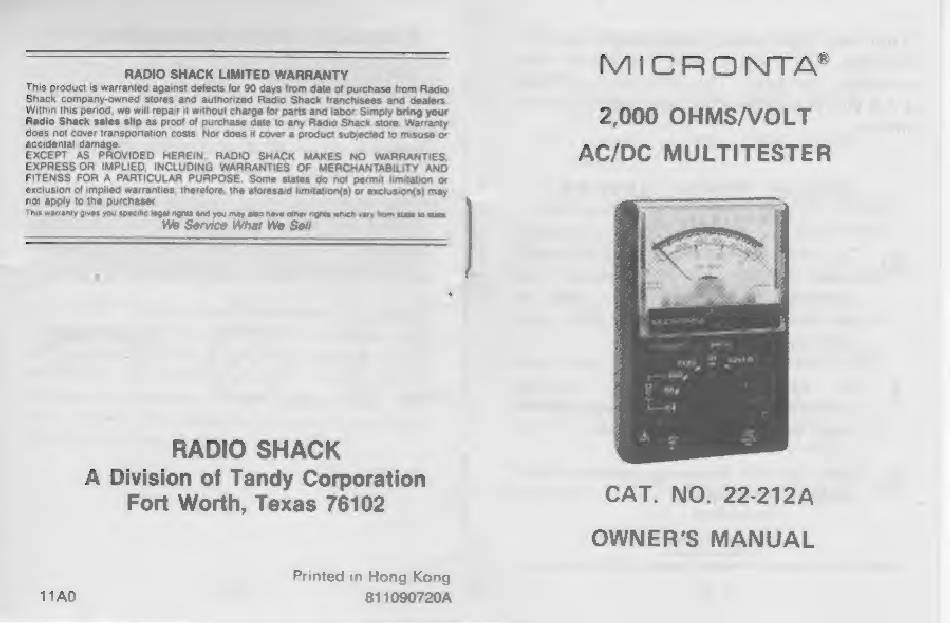 RADIO SHACK LIMITED WARRANTY
This product is warranted against defects for 90 days from date of purchase from Radio
Shack company-owned stores and authorized Radio Shack franchisees and dealers.
Within this period, we will repair it without charge for parts and labor. Simply bring your
Radio Shack sales slip as proof of purchase date to any Radio Shack store. Warranty
does not cover transportation costs. Nor does it cover a product subjected to misuse or
accidental damage.
EXCEPT AS PROVIDED HEREIN, RADIO SHACK MAKES NO WARRANTIES,
EXPRESS OR IMPLIED, INCLUDING WARRANTIES OF MERCHANTABILITY AND
FITENSS FOR A PARTICULAR PURPOSE. Some states do not permit limitation or
exclusion of implied warranties; therefore, the aforesaid limitation(s) or exclusion(s) may
not apply to the purchaser.
This warranty gives you specific legal rights and you may also have other rights which vary from state to state.
We Service What We Sell
RADIO SHACK
A Division of Tandy Corporation
Fort Worth, Texas 76102
Printed in Hong Kong
11A0
811090720A
MICRONTA®
2,000 OHMS/VOLT
AC/DC MULTITESTER
CAT. NO. 22-212A
OWNER'S MANUAL